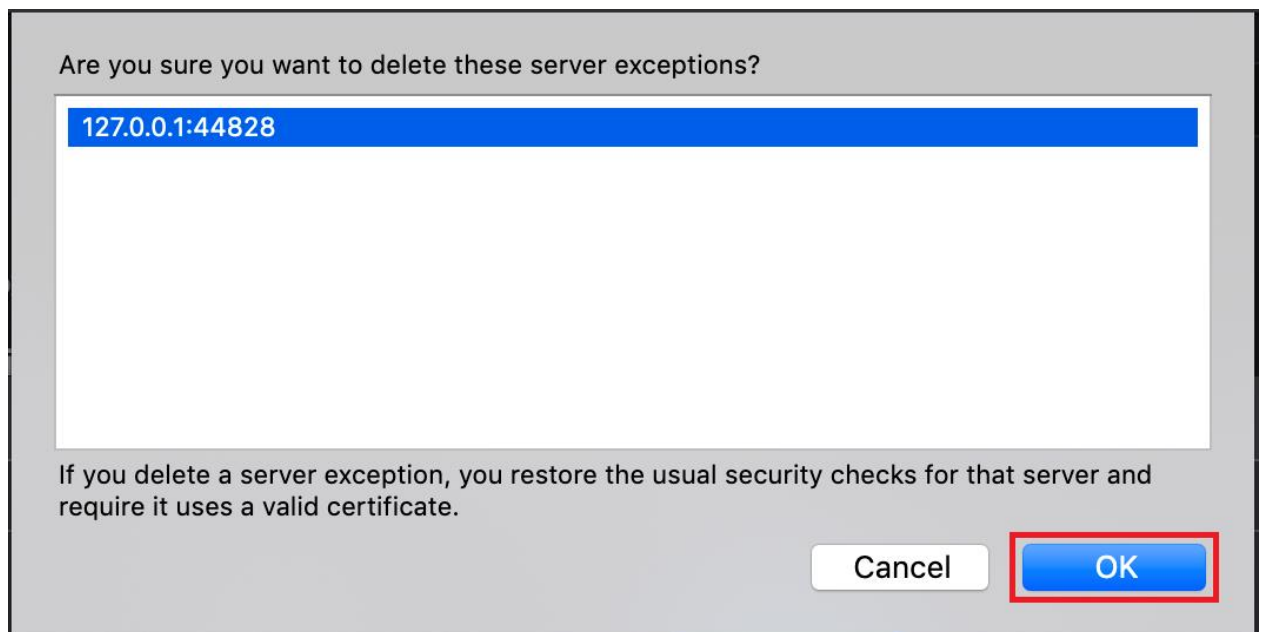 Are you sure you want to delete these server exceptions?
127.0.0.1:44828
If you delete a server exception, you restore the usual security checks for that server and
require it uses a valid certificate.
Cancel
OK